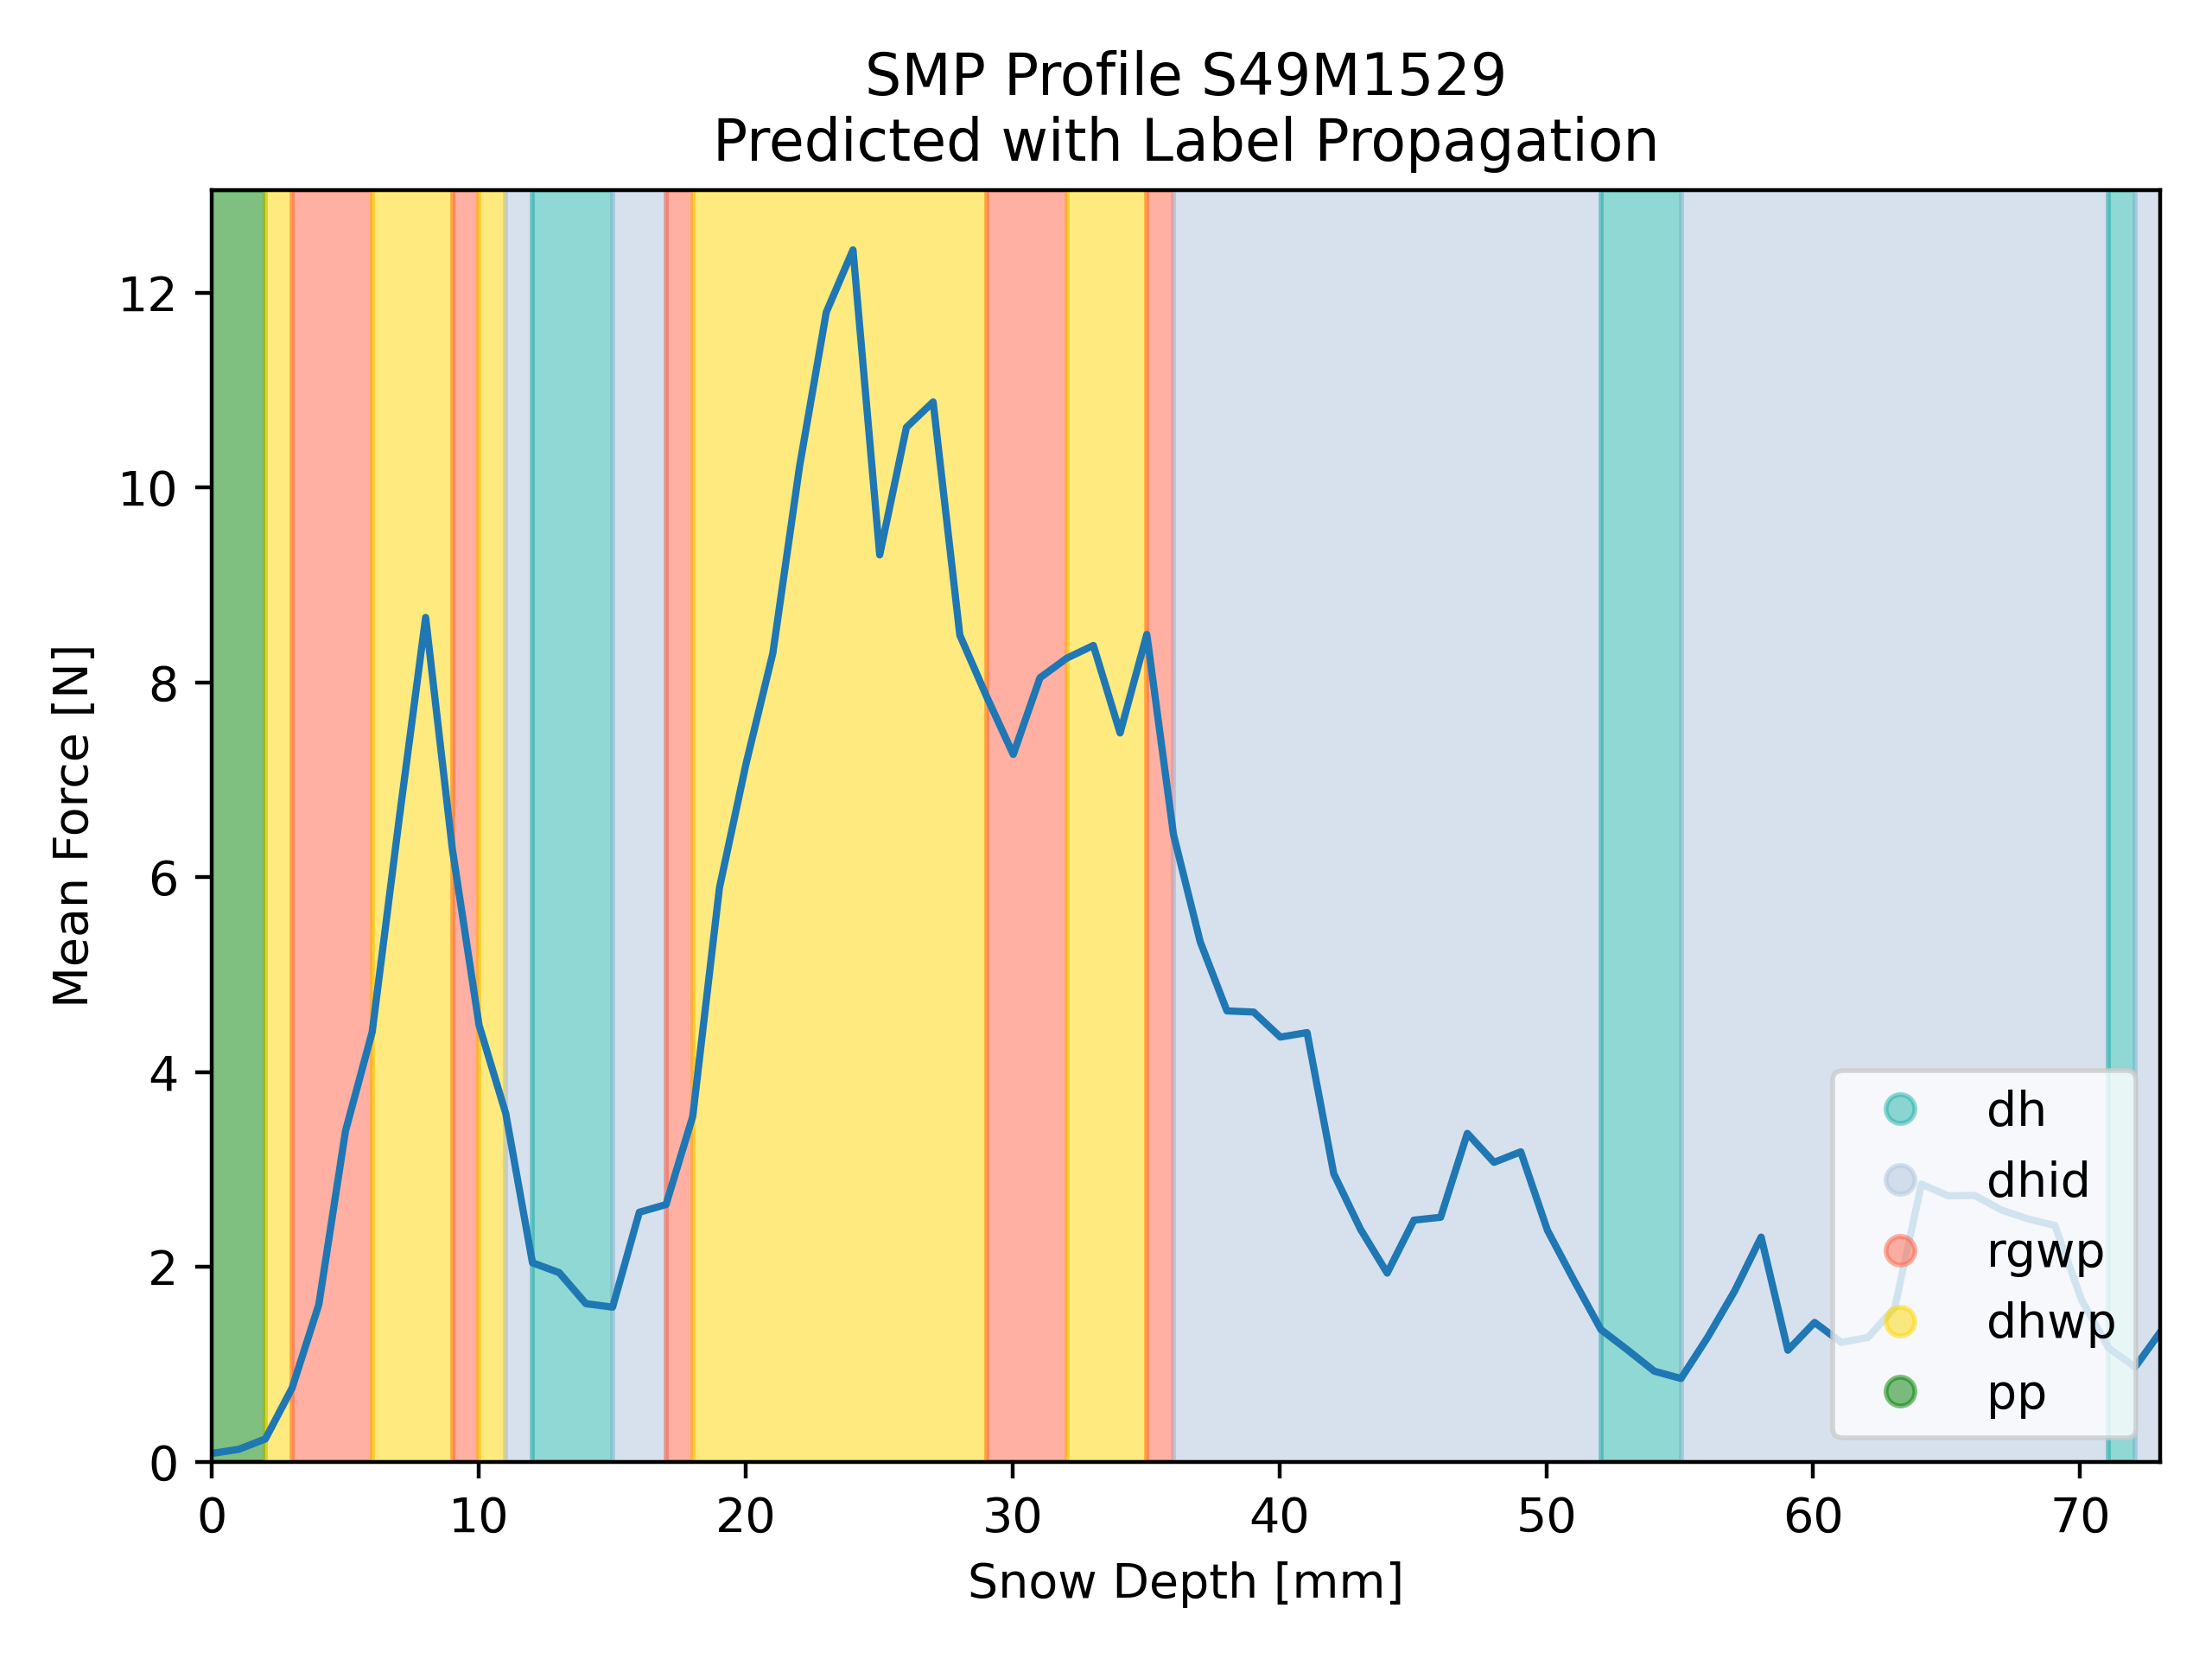 SMP Profile S49M1529
Predicted with Label Propagation
Mean Force [N]
12
10
8
6
4
2
0
dh
dhid
rgwp
dhwp
pp
0 10 20 30 40 50 60 70
Snow Depth [mm]